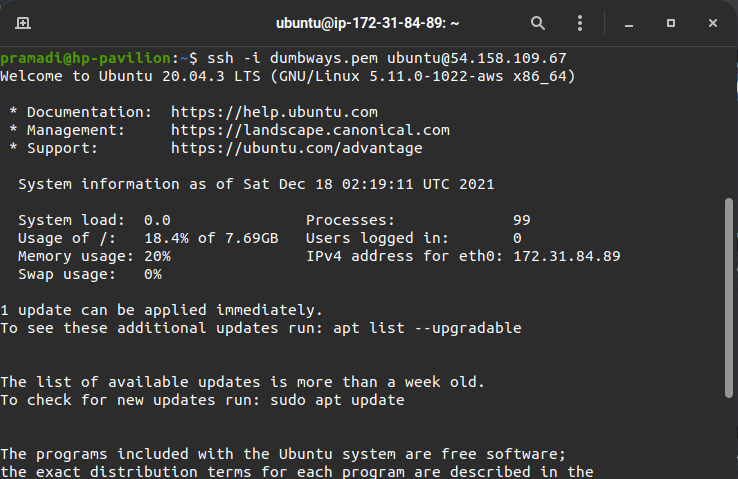 ubuntu@ip-172-31-84-89: ~
pramadi@hp-pavilion:~$ ssh -i dumbways.pem ubuntu@54.158.109.67
Welcome to Ubuntu 20.04.3 LTS (GNU/Linux 5.11.0-1022-aws x86_64)

 * Documentation:  https://help.ubuntu.com
 * Management:     https://landscape.canonical.com
 * Support:        https://ubuntu.com/advantage

  System information as of Sat Dec 18 02:19:11 UTC 2021

  System load:  0.0               Processes:             99
  Usage of /:   18.4% of 7.69GB   Users logged in:       0
  Memory usage: 20%               IPv4 address for eth0: 172.31.84.89
  Swap usage:   0%

1 update can be applied immediately.
To see these additional updates run: apt list --upgradable


The list of available updates is more than a week old.
To check for new updates run: sudo apt update


The programs included with the Ubuntu system are free software;
the exact distribution terms for each program are described in the